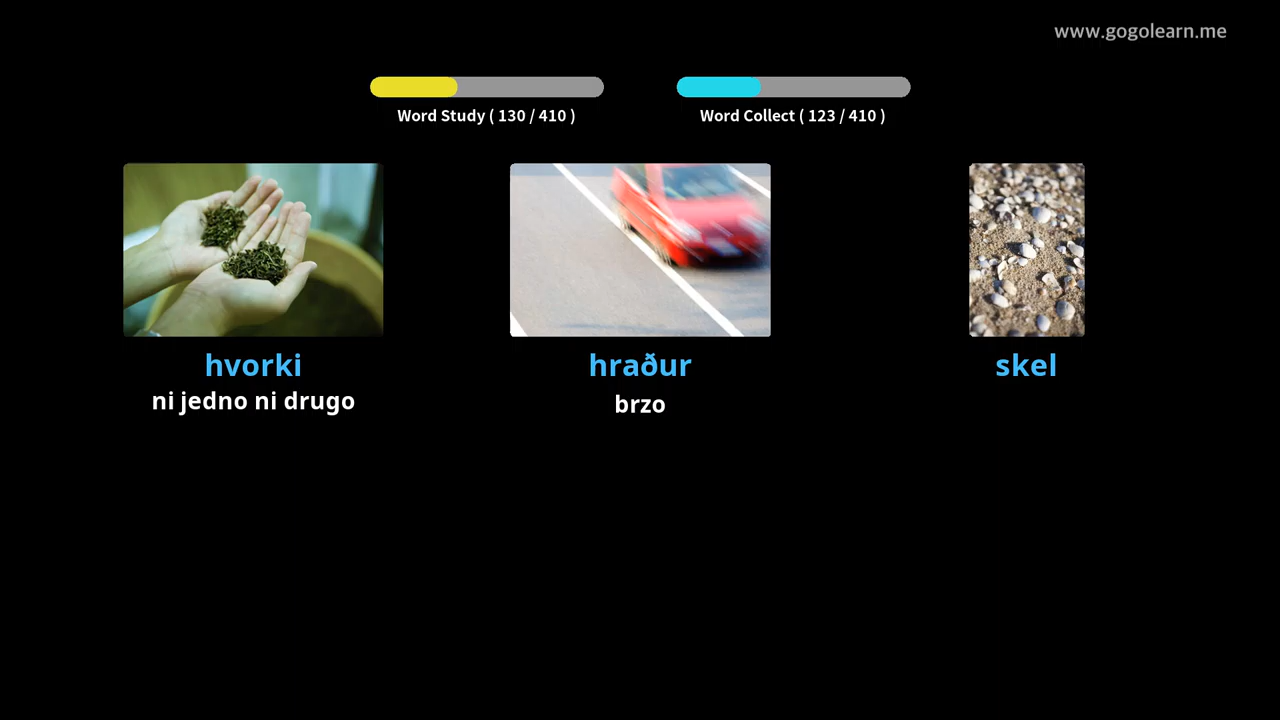 www.gogolearn.me
Word Study ( 130 / 410 )
Word Collect ( 123 / 410 )
hvorki
ni jedno ni drugo
hraður
brzo
skel